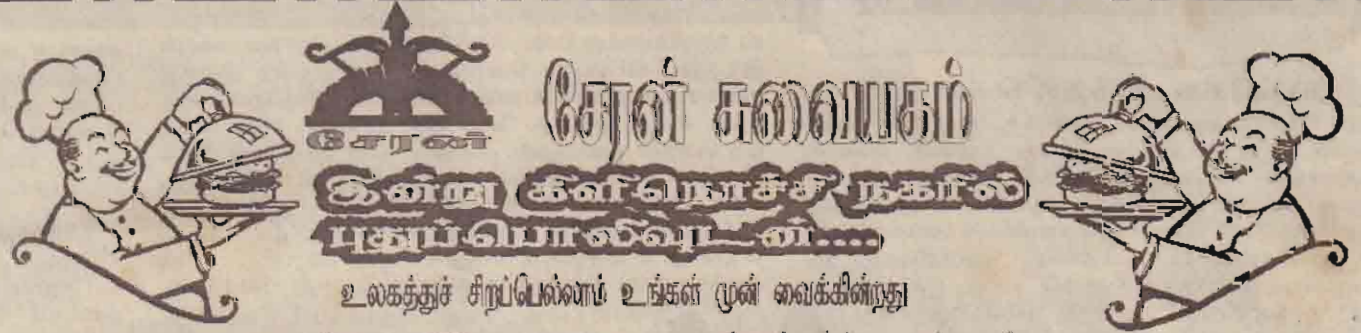 சேரன்
சேரன் சுவையகம்
இன்று கிளிநொச்சி நகரில்
புதுப்பொலிவுடன்....
உலகத்துச் சிறப்பெல்லாம் உங்கள் முன் வைக்கின்றது